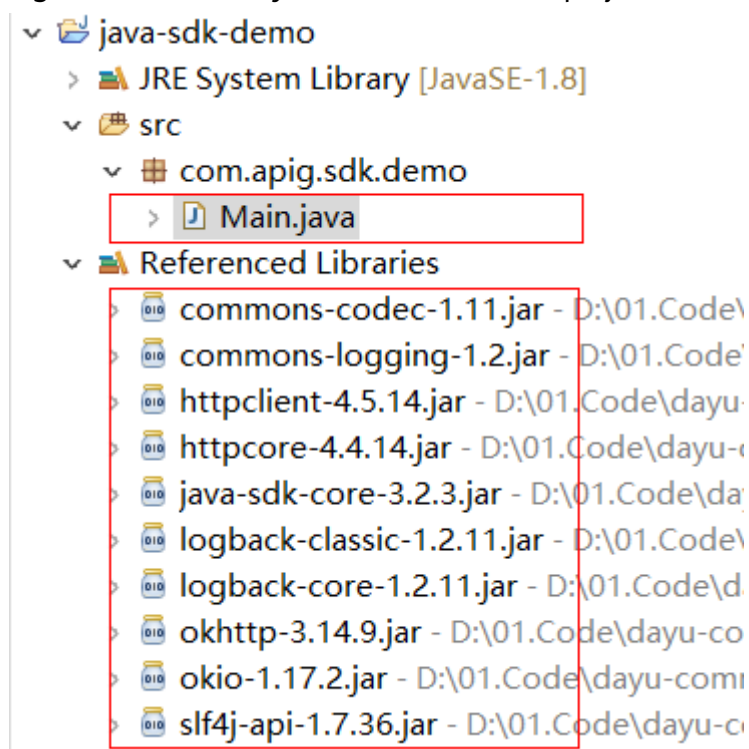 java-sdk-demo
JRE System Library [JavaSE-1.8]
src
com.apig.sdk.demo
Main.java
Referenced Libraries
commons-codec-1.11.jar - D:\01.Code\
commons-logging-1.2.jar - D:\01.Code\
httpclient-4.5.14.jar - D:\01.Code\dayu-
httpcore-4.4.14.jar - D:\01.Code\dayu-
java-sdk-core-3.2.3.jar - D:\01.Code\da
logback-classic-1.2.11.jar - D:\01.Code\
logback-core-1.2.11.jar - D:\01.Code\d
okhttp-3.14.9.jar - D:\01.Code\dayu-co
okio-1.17.2.jar - D:\01.Code\dayu-com
slf4j-api-1.7.36.jar - D:\01.Code\dayu-c